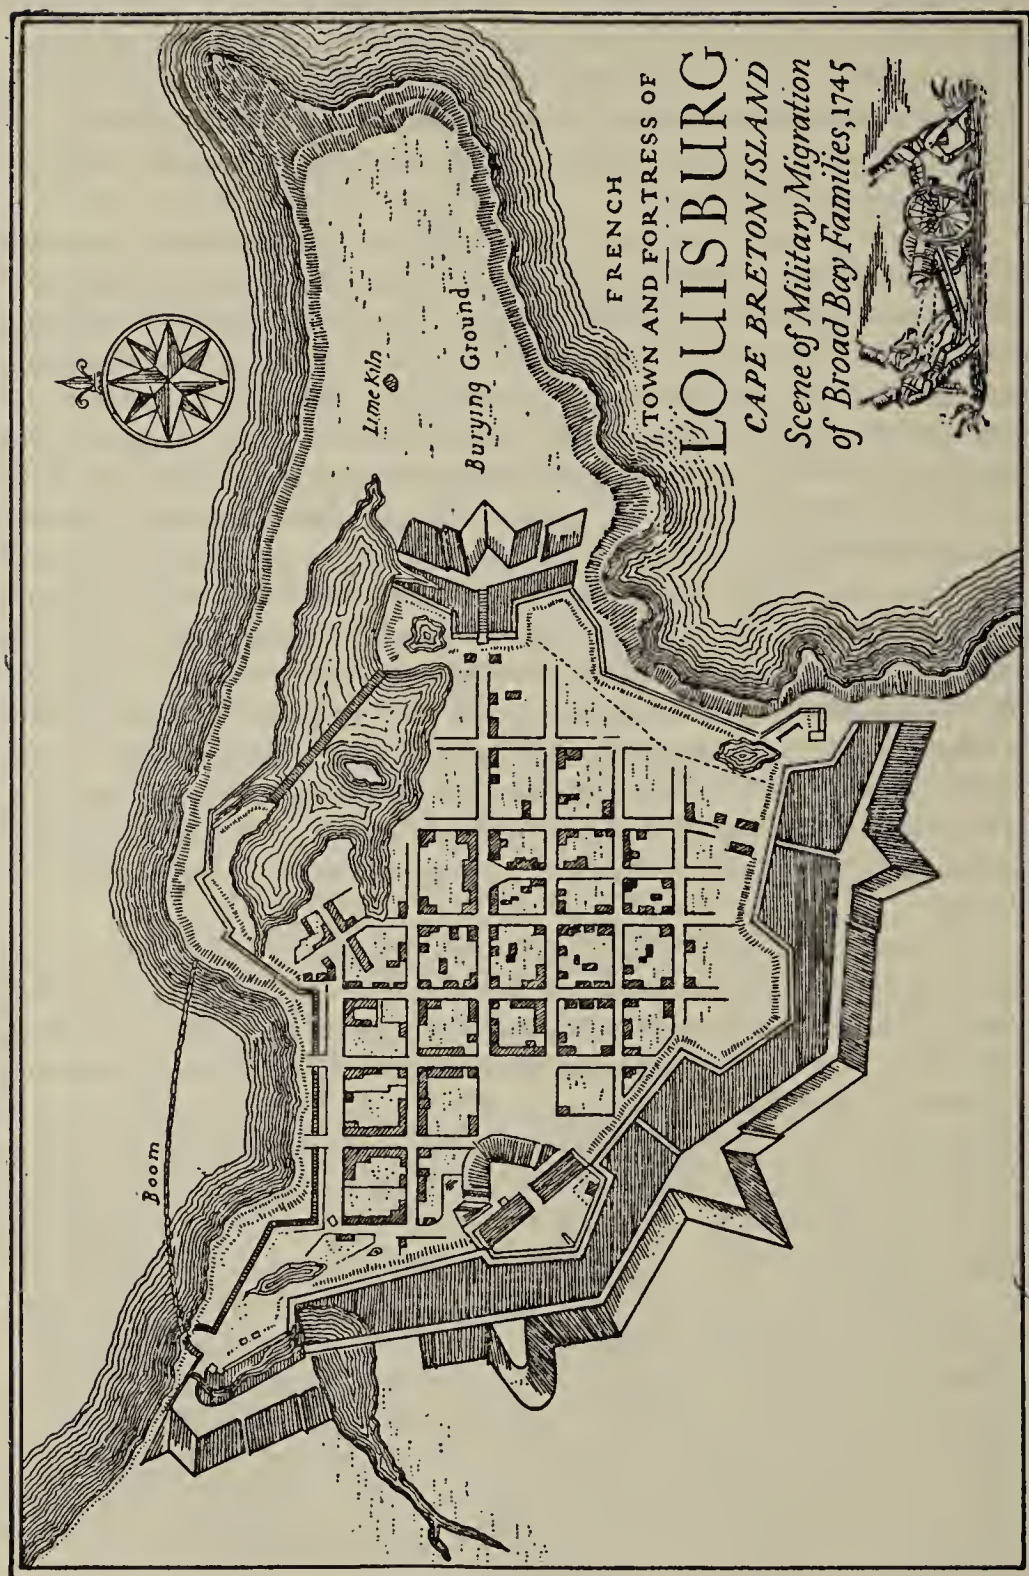 FRENCH
TOWN AND FORTRESS OF
LOUISBURG
CAPE BRETON ISLAND
Scene of Military Migration
of Broad Bay Families, 1745
Lime Kiln
Burying Ground
Boom